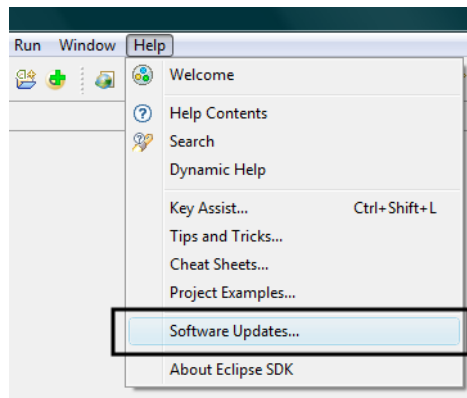 Run Window Help
Welcome
Help Contents
Search
Dynamic Help
Key Assist... Ctrl+Shift+L
Tips and Tricks...
Cheat Sheets...
Project Examples...
Software Updates...
About Eclipse SDK